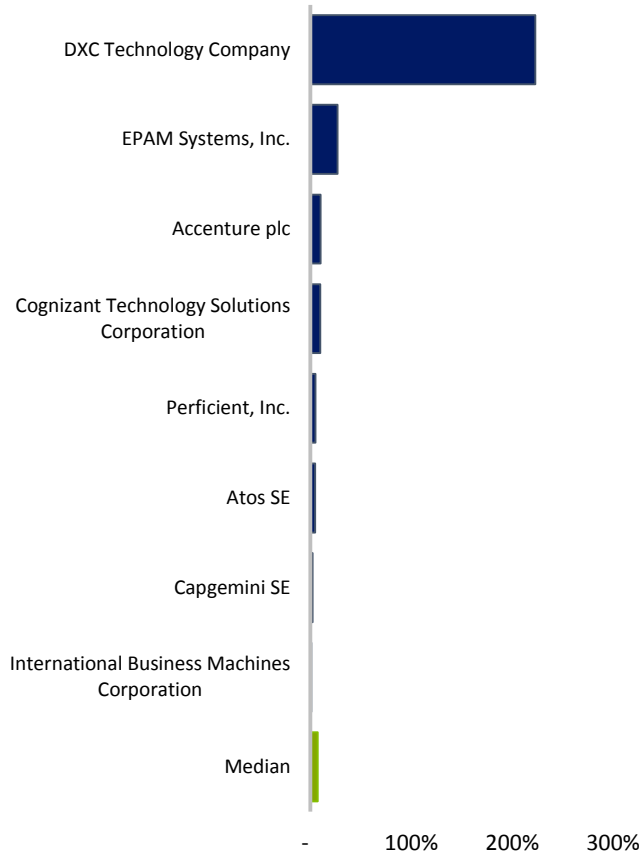 DXC Technology Company
EPAM Systems, Inc.
Accenture plc
Cognizant Technology Solutions
Corporation
Perficient, Inc.
Atos SE
Capgemini SE
International Business Machines
Corporation
Median
- 100% 200% 300%